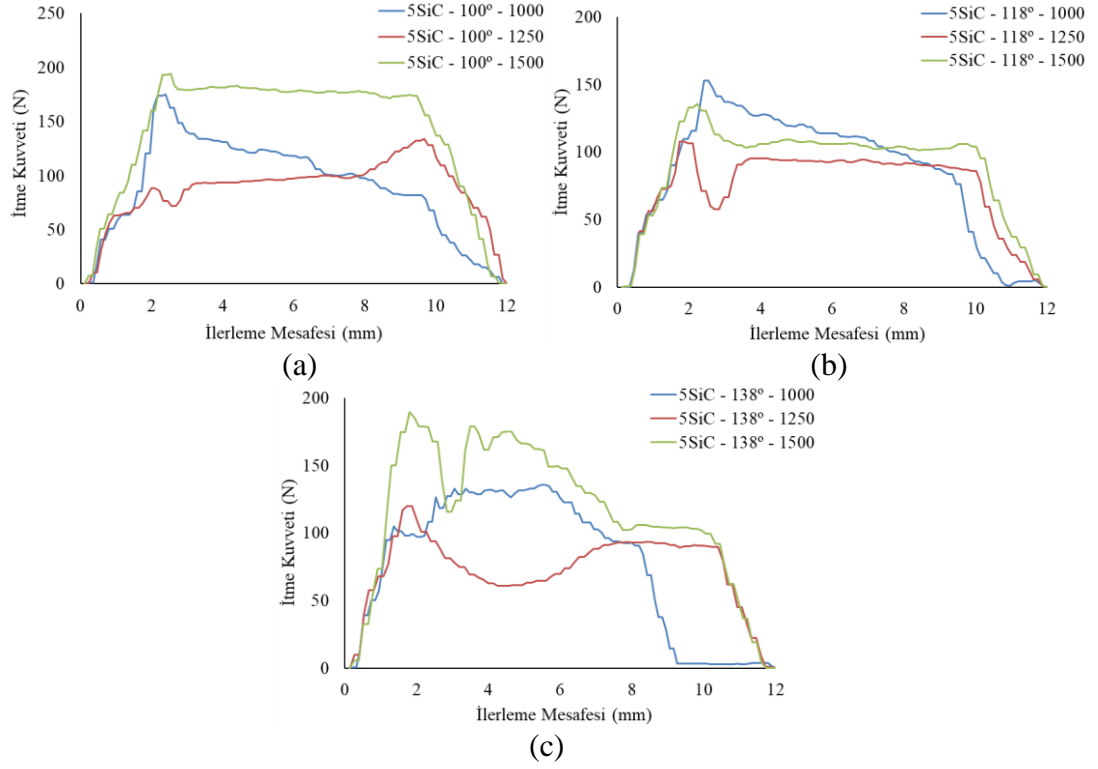 250
200
150
100
50
0
0 2 4 6 8 10 12
İtme Kuvveti (N)
İlerleme Mesafesi (mm)
5SiC - 100º - 1000
5SiC - 100º - 1250
5SiC - 100º - 1500
(a)
200
150
100
50
0
0 2 4 6 8 10 12
İtme Kuvveti (N)
İlerleme Mesafesi (mm)
5SiC - 118º - 1000
5SiC - 118º - 1250
5SiC - 118º - 1500
(b)
200
150
100
50
0
0 2 4 6 8 10 12
İtme Kuvveti (N)
İlerleme Mesafesi (mm)
5SiC - 138º - 1000
5SiC - 138º - 1250
5SiC - 138º - 1500
(c)